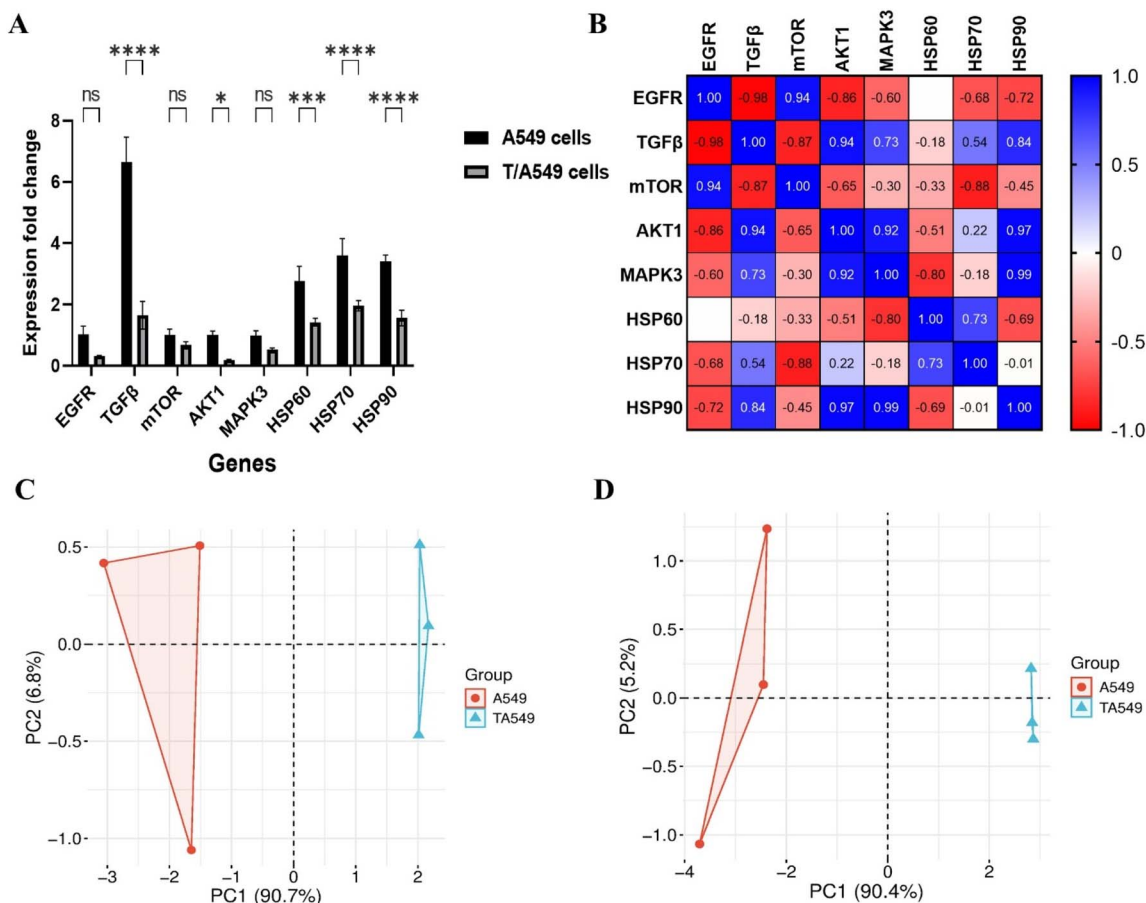 A
**** ****
ns ns * ns *** ****
8
6
4
2
0
Expression fold change
EGFR
TGFβ
mTOR
AKT1
MAPK3
HSP60
HSP70
HSP90
Genes
A549 cells
T/A549 cells
B
EGFR TGFβ mTOR AKT1 MAPK3 HSP60 HSP70 HSP90
EGFR 1.00 -0.98 0.94 -0.86 -0.60 -0.68 -0.72
TGFβ -0.98 1.00 -0.87 0.94 0.73 -0.18 0.54 0.84
mTOR 0.94 -0.87 1.00 -0.65 -0.30 -0.33 -0.88 -0.45
AKT1 -0.86 0.94 -0.65 1.00 0.92 -0.51 0.22 0.97
MAPK3 -0.60 0.73 -0.30 0.92 1.00 -0.80 -0.18 0.99
HSP60 -0.18 -0.33 -0.51 -0.80 1.00 0.73 -0.69
HSP70 -0.68 0.54 -0.88 0.22 -0.18 0.73 1.00 -0.01
HSP90 -0.72 0.84 -0.45 0.97 0.99 -0.69 -0.01 1.00
1.0
0.5
0
-0.5
-1.0
C
0.5
0.0
−0.5
−1.0
PC2 (6.8%)
−3 −2 −1 0 1 2
PC1 (90.7%)
Group
A549
TA549
D
1.0
0.5
0.0
−0.5
−1.0
PC2 (5.2%)
−4 −2 0 2
PC1 (90.4%)
Group
A549
TA549